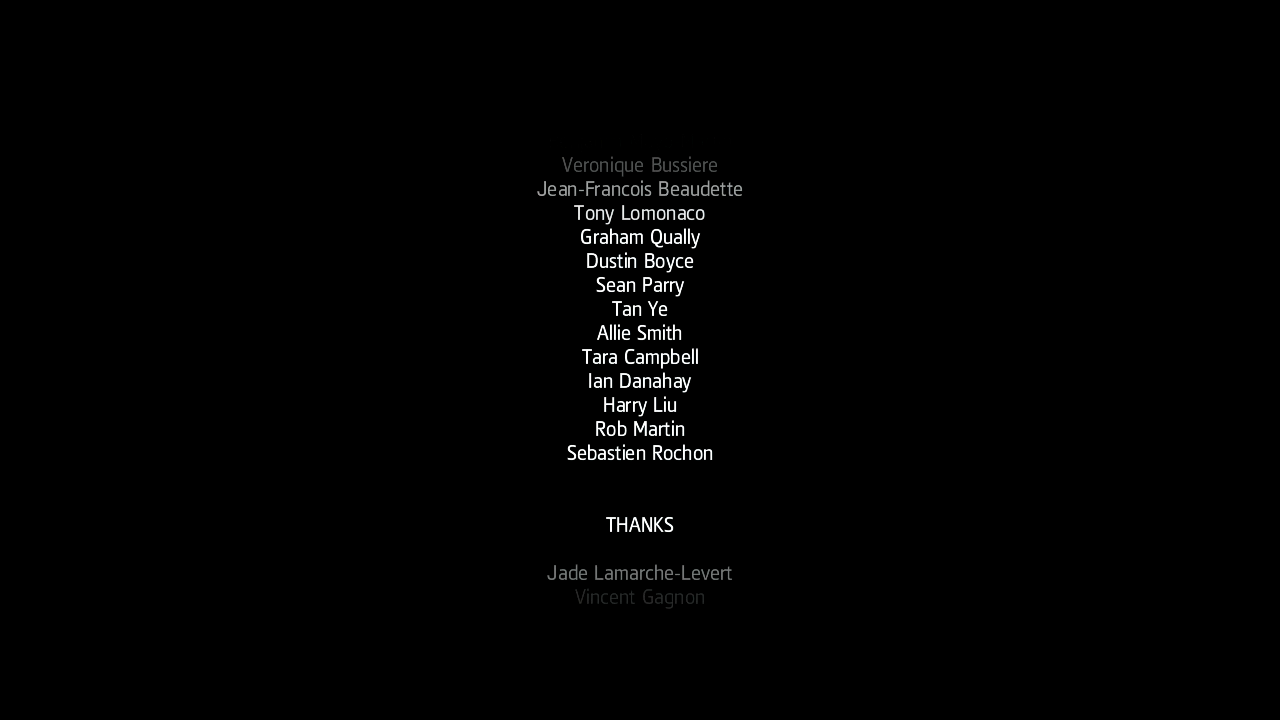 Veronique Bussiere
Jean-Francois Beaudette
Tony Lomonaco
Graham Qually
Dustin Boyce
Sean Parry
Tan Ye
Allie Smith
Tara Campbell
Ian Danahay
Harry Liu
Rob Martin
Sebastien Rochon
THANKS
Jade Lamarche-Levert
Vincent Gagnon